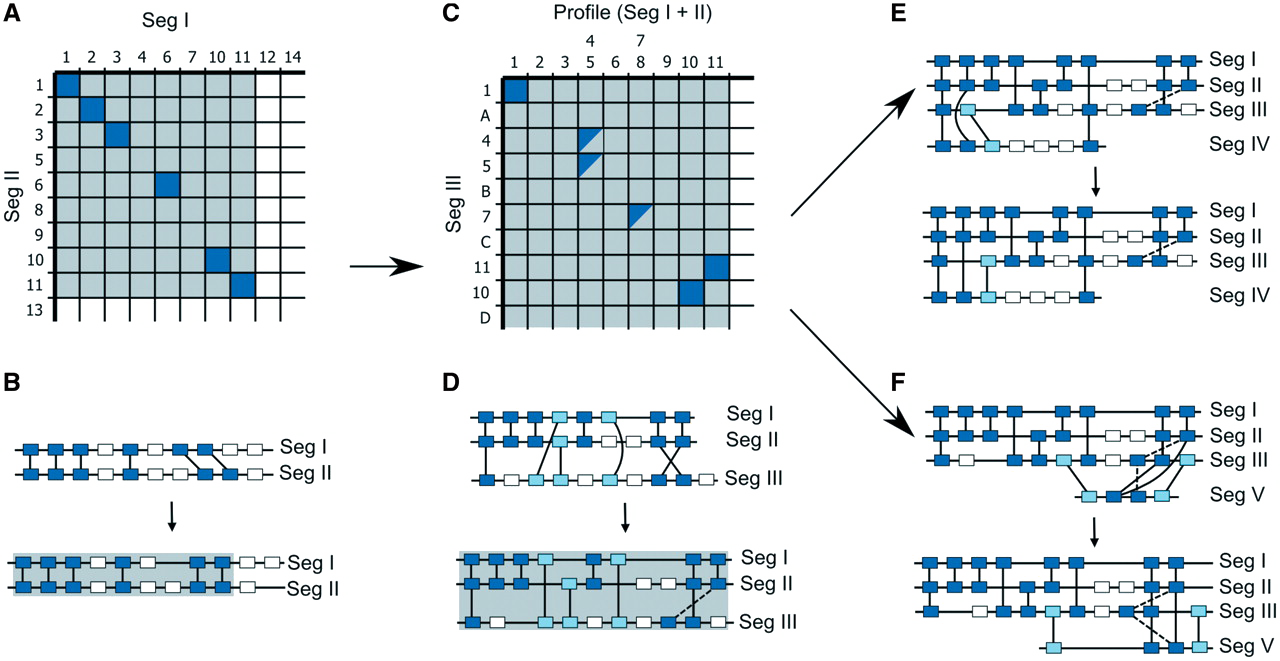 A
Seg I
1 2 3 4 6 7 10 11 12 14
Seg II
1
2
3
5
6
8
9
10
11
13
B
Seg I
Seg II
Seg I
Seg II
C
Profile (Seg I + II)
4 7
1 2 3 5 6 8 9 10 11
Seg III
1
A
4
5
B
7
C
11
10
D
D
Seg I
Seg II
Seg III
Seg I
Seg II
Seg III
E
Seg I
Seg II
Seg III
Seg IV
Seg I
Seg II
Seg III
Seg IV
F
Seg I
Seg II
Seg III
Seg V
Seg I
Seg II
Seg III
Seg V